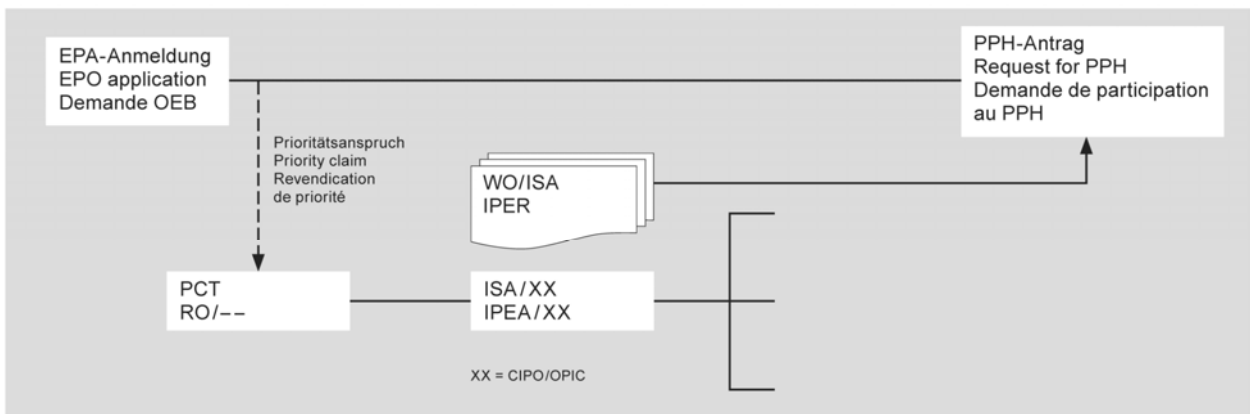 EPA-Anmeldung
EPO application
Demande OEB
PPH-Antrag
Request for PPH
Demande de participation
au PPH
Prioritätsanspruch
Priority claim
Revendication
de priorité
WO/ISA
IPER
PCT
RO/--
ISA/XX
IPEA/XX
XX = CIPO/OPIC